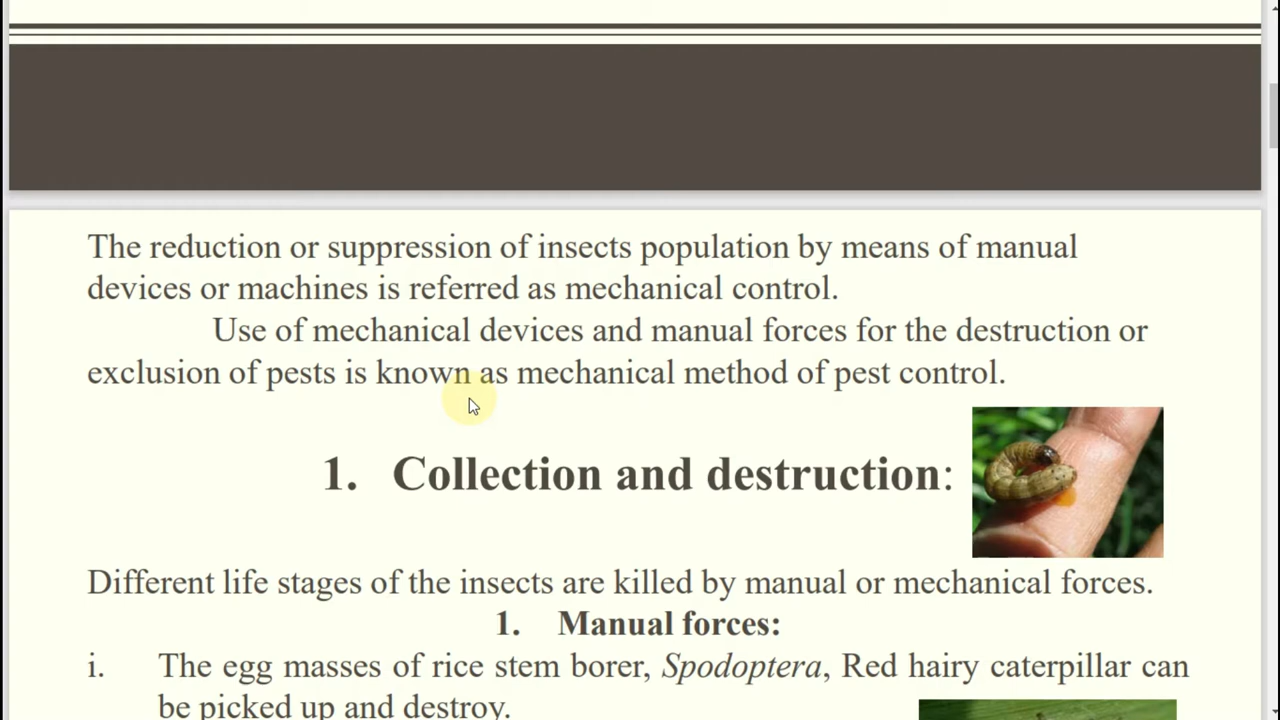 The reduction or suppression of insects population by means of manual
devices or machines is referred as mechanical control.
Use of mechanical devices and manual forces for the destruction or
exclusion of pests is known as mechanical method of pest control.
1. Collection and destruction:
Different life stages of the insects are killed by manual or mechanical forces.
1. Manual forces:
i. The egg masses of rice stem borer, Spodoptera, Red hairy caterpillar can
be picked up and destroy.